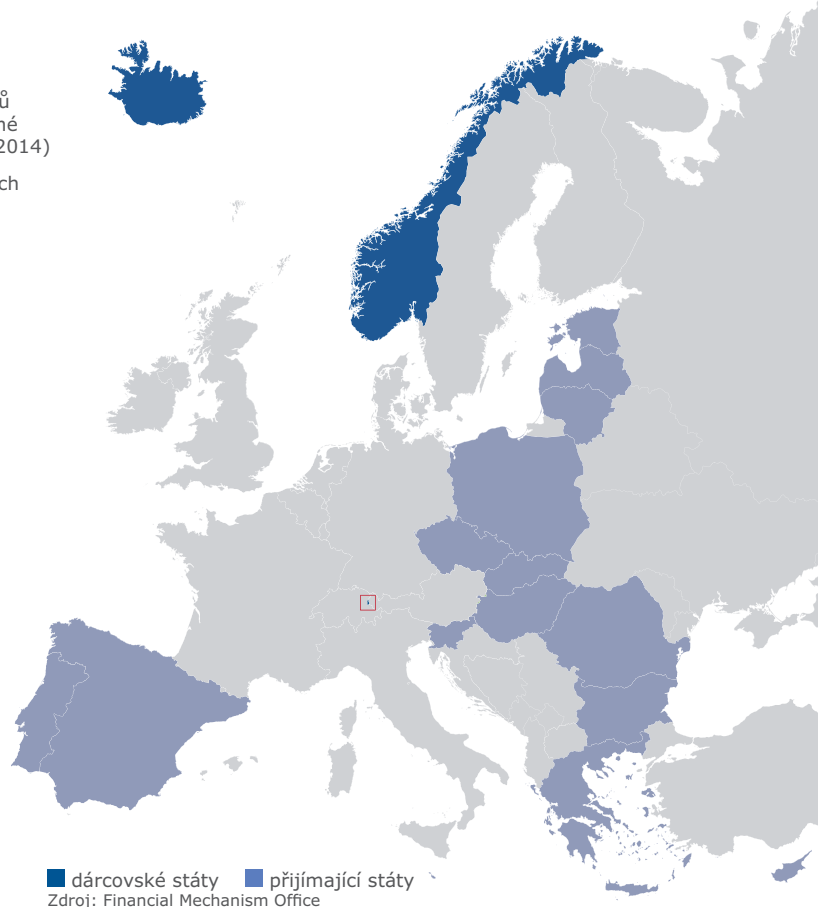 ů
né
2014)
ch
dárcovské státy přijímající státy
Zdroj: Financial Mechanism Office